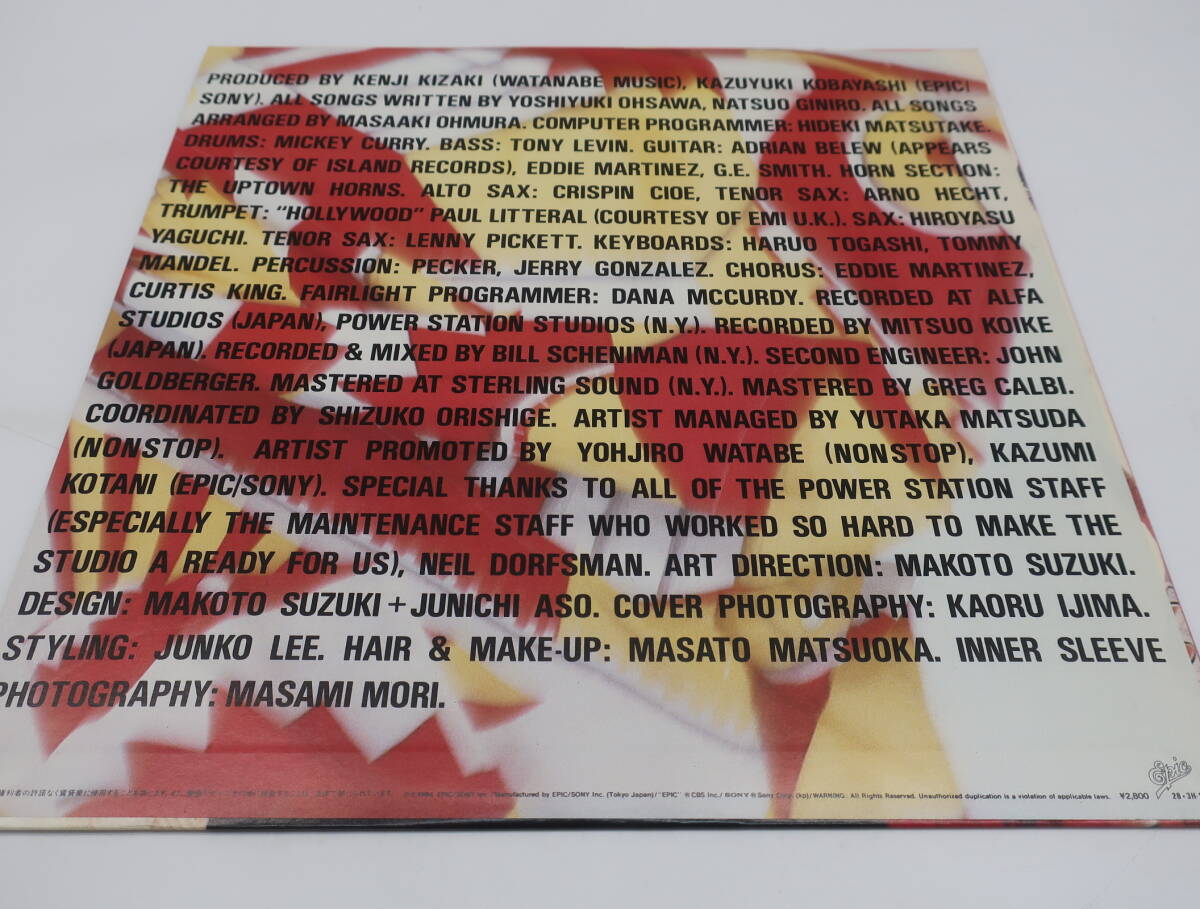 PRODUCED BY KENJI KIZAKI (WATANABE MUSIC), KAZUYUKI KOBAYASHI (EPIC/
SONY). ALL SONGS WRITTEN BY YOSHIYUKI OHSAWA, NATSUO GINIRO. ALL SONGS
ARRANGED BY MASAAKI OHMURA. COMPUTER PROGRAMMER: HIDEKI MATSUTAKE.
DRUMS: MICKEY CURRY. BASS: TONY LEVIN. GUITAR: ADRIAN BELEW (APPEARS
COURTESY OF ISLAND RECORDS), EDDIE MARTINEZ, G.E. SMITH. HORN SECTION:
THE UPTOWN HORNS. ALTO SAX: CRISPIN CIOE, TENOR SAX: ARNO HECHT,
TRUMPET: "HOLLYWOOD" PAUL LITTERAL (COURTESY OF EMI U.K.). SAX: HIROYASU
YAGUCHI. TENOR SAX: LENNY PICKETT. KEYBOARDS: HARUO TOGASHI, TOMMY
MANDEL. PERCUSSION: PECKER, JERRY GONZALEZ. CHORUS: EDDIE MARTINEZ,
CURTIS KING. FAIRLIGHT PROGRAMMER: DANA MCCURDY. RECORDED AT ALFA
STUDIOS (JAPAN), POWER STATION STUDIOS (N.Y.). RECORDED BY MITSUO KOIKE
(JAPAN). RECORDED & MIXED BY BILL SCHENIMAN (N.Y.). SECOND ENGINEER: JOHN
GOLDBERGER. MASTERED AT STERLING SOUND (N.Y.). MASTERED BY GREG CALBI.
COORDINATED BY SHIZUKO ORISHIGE. ARTIST MANAGED BY YUTAKA MATSUDA
(NONSTOP). ARTIST PROMOTED BY YOHJIRO WATABE (NONSTOP), KAZUMI
KOTANI (EPIC/SONY). SPECIAL THANKS TO ALL OF THE POWER STATION STAFF
(ESPECIALLY THE MAINTENANCE STAFF WHO WORKED SO HARD TO MAKE THE
STUDIO A READY FOR US), NEIL DORFSMAN. ART DIRECTION: MAKOTO SUZUKI.
DESIGN: MAKOTO SUZUKI + JUNICHI ASO. COVER PHOTOGRAPHY: KAORU IJIMA.
STYLING: JUNKO LEE. HAIR & MAKE-UP: MASATO MATSUOKA. INNER SLEEVE
PHOTOGRAPHY: MASAMI MORI.
Epic
Manufactured by EPIC/SONY Inc. (Tokyo Japan)/"EPIC" ® CBS Inc./ SONY ® Sony Corp. (kp)/WARNING: All Rights Reserved. Unauthorized duplication is a violation of applicable laws. ¥2,800 28・3H